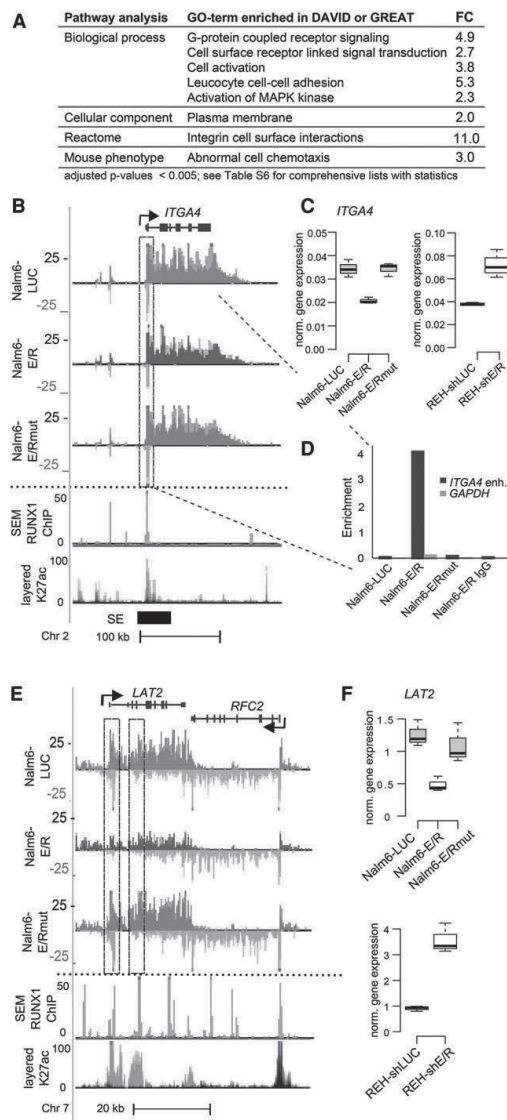 A
Pathway analysis GO-term enriched in DAVID or GREAT FC
Biological process G-protein coupled receptor signaling 4.9
Cell surface receptor linked signal transduction 2.7
Cell activation 3.8
Leucocyte cell-cell adhesion 5.3
Activation of MAPK kinase 2.3
Cellular component Plasma membrane 2.0
Reactome Integrin cell surface interactions 11.0
Mouse phenotype Abnormal cell chemotaxis 3.0
adjusted p-values < 0.005; see Table S6 for comprehensive lists with statistics
B
ITGA4
Nalm6-
LUC
25
-25
Nalm6-
E/R
25
Nalm6-
E/Rmut
25
-25
SEM
RUNX1
ChIP
50
0
layered
K27ac
100
0
SE
Chr 2 100 kb
C
ITGA4
norm. gene expression
0.05
0.04
0.03
0.02
0.01
0.00
Nalm6-LUC
Nalm6-E/R
Nalm6-E/Rmut
norm. gene expression
0.10
0.08
0.06
0.04
0.02
0.00
REH-shLUC
REH-shE/R
D
Enrichment
4
3
2
1
0
ITGA4 enh.
GAPDH
Nalm6-LUC
Nalm6-E/R
Nalm6-E/Rmut
Nalm6-E/R IgG
E
LAT2
RFC2
Nalm6-
LUC
25
-25
Nalm6-
E/R
25
-25
Nalm6-
E/Rmut
25
-25
SEM
RUNX1
ChIP
50
0
layered
K27ac
100
0
Chr 7 20 kb
F
LAT2
norm. gene expression
1.5
1
0.5
0
Nalm6-LUC
Nalm6-E/R
Nalm6-E/Rmut
norm. gene expression
4
3
2
1
0
REH-shLUC
REH-shE/R